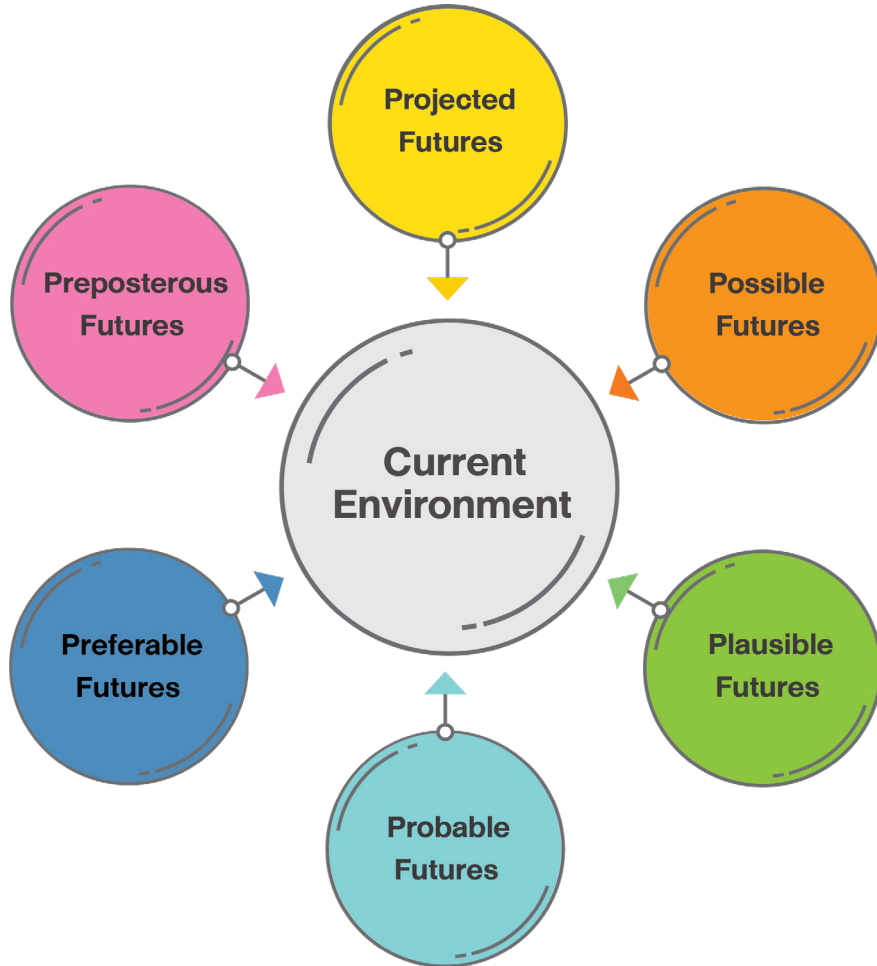 Projected
Futures
Possible
Futures
Plausible
Futures
Probable
Futures
Preferable
Futures
Preposterous
Futures
Current
Environment